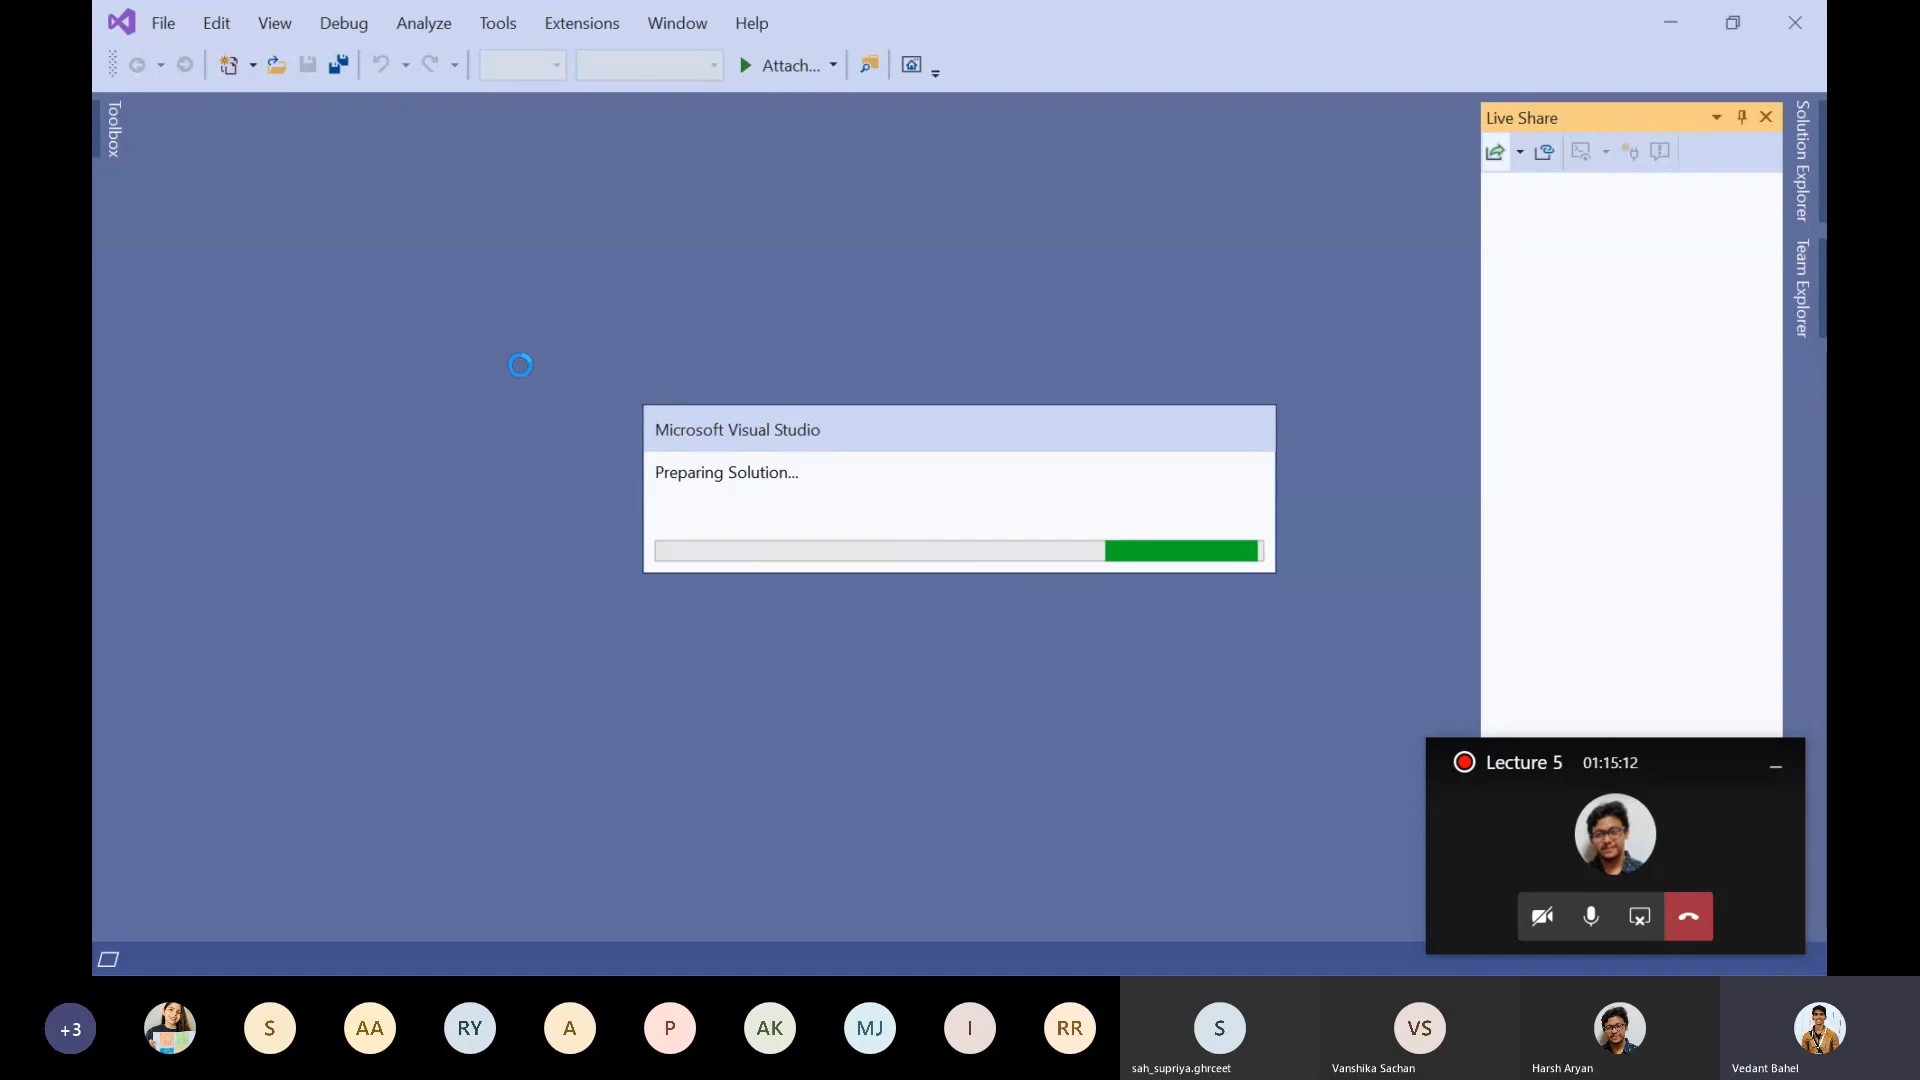 File Edit View Debug Analyze Tools Extensions Window Help
Attach...
Toolbox
Live Share
Solution Explorer
Team Explorer
Microsoft Visual Studio
Preparing Solution...
Lecture 5 01:15:12
+3 S AA RY A P AK MJ I RR S VS
sah_supriya.ghrceet Vanshika Sachan Harsh Aryan Vedant Bahel